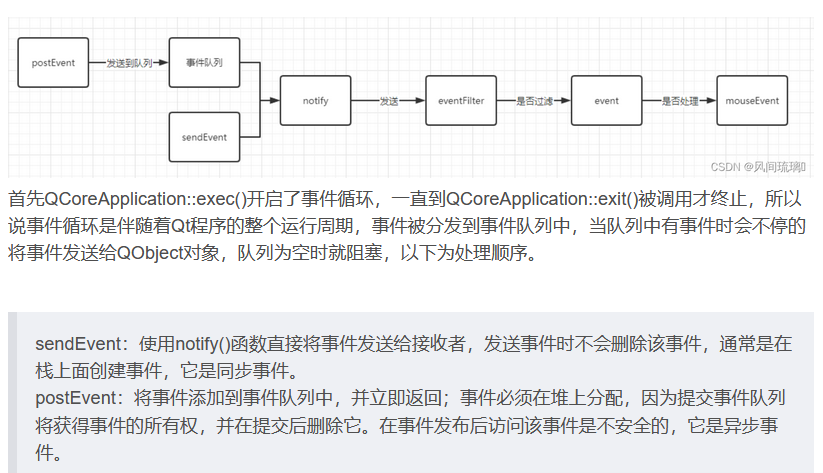 postEvent
发送到队列
事件队列
sendEvent
notify
发送
eventFilter
是否过滤
event
是否处理
mouseEvent
CSDN @风间琉璃
首先QCoreApplication::exec()开启了事件循环，一直到QCoreApplication::exit()被调用才终止，所以
说事件循环是伴随着Qt程序的整个运行周期，事件被分发到事件队列中，当队列中有事件时会不停的
将事件发送给QObject对象，队列为空时就阻塞，以下为处理顺序。
sendEvent：使用notify()函数直接将事件发送给接收者，发送事件时不会删除该事件，通常是在
栈上面创建事件，它是同步事件。
postEvent：将事件添加到事件队列中，并立即返回；事件必须在堆上分配，因为提交事件队列
将获得事件的所有权，并在提交后删除它。在事件发布后访问该事件是不安全的，它是异步事
件。